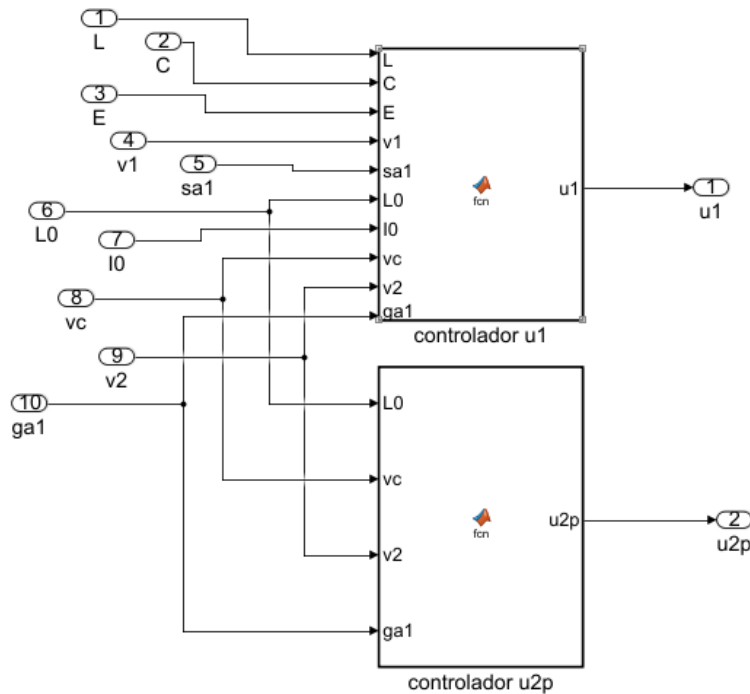 1
L
2
C
3
E
4
v1
5
sa1
6
L0
7
I0
8
vc
9
v2
10
ga1
L
C
E
v1
sa1
L0
I0
vc
v2
ga1
fcn
u1
controlador u1
1
u1
L0
vc
v2
ga1
fcn
u2p
controlador u2p
2
u2p